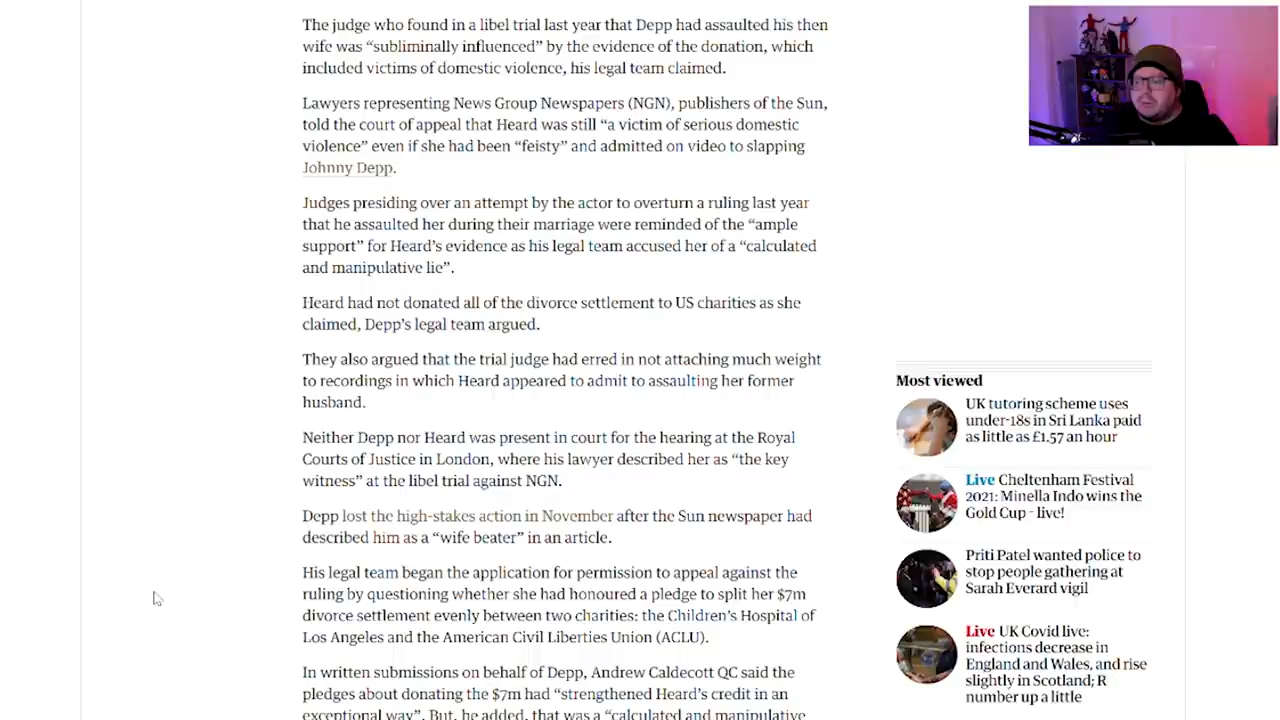 The judge who found in a libel trial last year that Depp had assaulted his then
wife was “subliminally influenced” by the evidence of the donation, which
included victims of domestic violence, his legal team claimed.
Lawyers representing News Group Newspapers (NGN), publishers of the Sun,
told the court of appeal that Heard was still “a victim of serious domestic
violence” even if she had been “feisty” and admitted on video to slapping
Johnny Depp.
Judges presiding over an attempt by the actor to overturn a ruling last year
that he assaulted her during their marriage were reminded of the “ample
support” for Heard’s evidence as his legal team accused her of a “calculated
and manipulative lie”.
Heard had not donated all of the divorce settlement to US charities as she
claimed, Depp’s legal team argued.
They also argued that the trial judge had erred in not attaching much weight
to recordings in which Heard appeared to admit to assaulting her former
husband.
Neither Depp nor Heard was present in court for the hearing at the Royal
Courts of Justice in London, where his lawyer described her as “the key
witness” at the libel trial against NGN.
Depp lost the high-stakes action in November after the Sun newspaper had
described him as a “wife beater” in an article.
His legal team began the application for permission to appeal against the
ruling by questioning whether she had honoured a pledge to split her $7m
divorce settlement evenly between two charities: the Children’s Hospital of
Los Angeles and the American Civil Liberties Union (ACLU).
In written submissions on behalf of Depp, Andrew Caldecott QC said the
pledges about donating the $7m had “strengthened Heard’s credit in an
exceptional way”. But, he added, that was a “calculated and manipulative
Most viewed
UK tutoring scheme uses
under-18s in Sri Lanka paid
as little as £1.57 an hour
Live Cheltenham Festival
2021: Minella Indo wins the
Gold Cup – live!
Priti Patel wanted police to
stop people gathering at
Sarah Everard vigil
Live UK Covid live:
infections decrease in
England and Wales, and rise
slightly in Scotland; R
number up a little